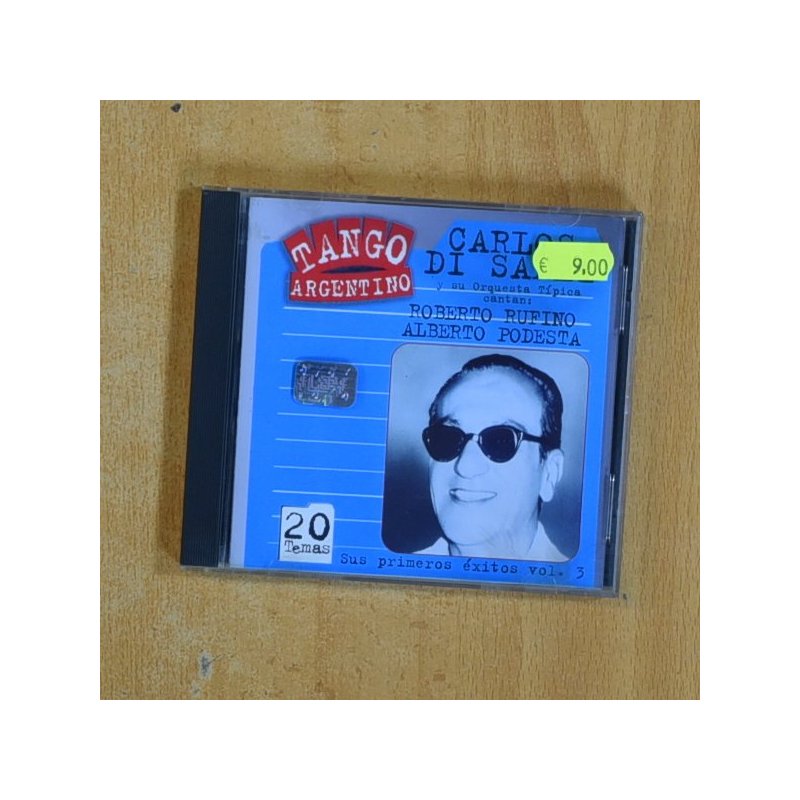 TANGO
ARGENTINO
CARLOS
DI SA
€ 9.00
y su Orquesta Típica
cantan:
ROBERTO RUFINO
ALBERTO PODESTA
20
Temas
Sus primeros éxitos vol. 3